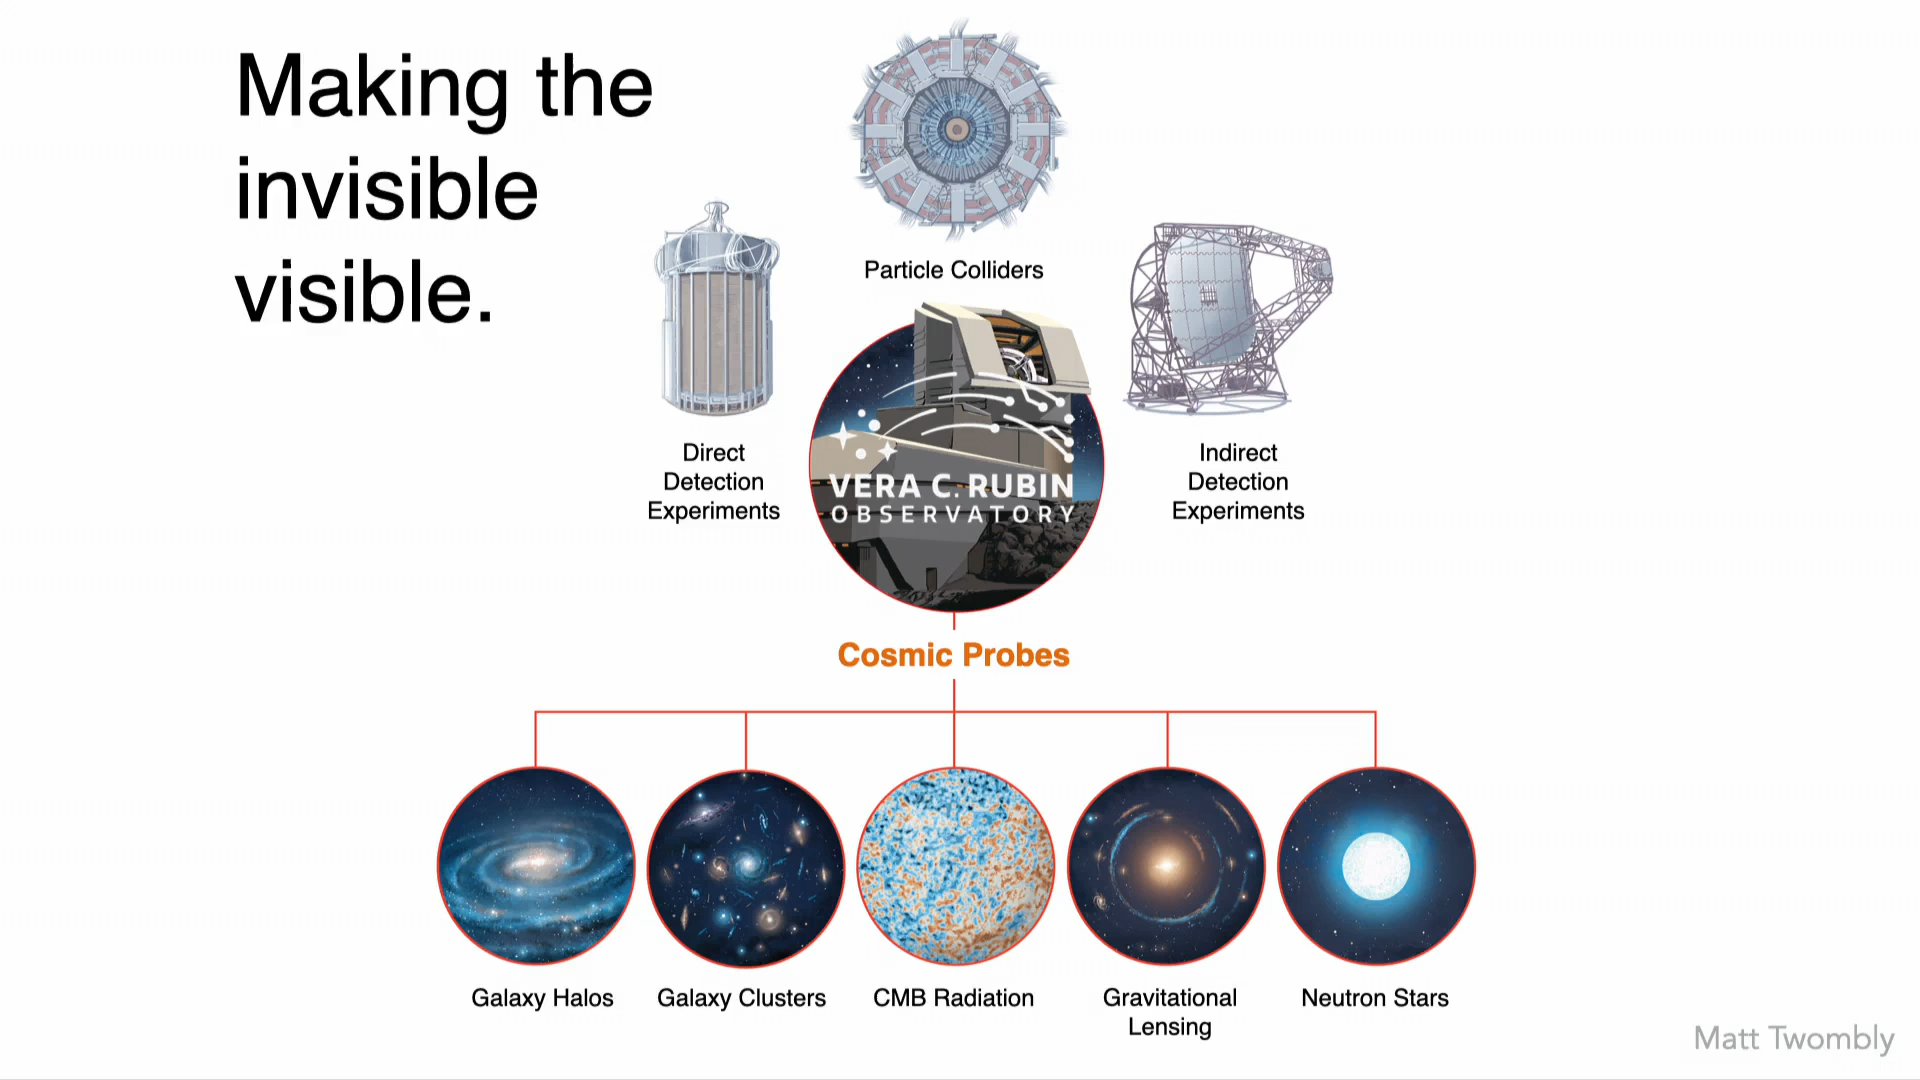 Making the
invisible
visible.
Particle Colliders
Direct
Detection
Experiments
VERA C. RUBIN
OBSERVATORY
Indirect
Detection
Experiments
Cosmic Probes
Galaxy Halos
Galaxy Clusters
CMB Radiation
Gravitational
Lensing
Neutron Stars
Matt Twombly